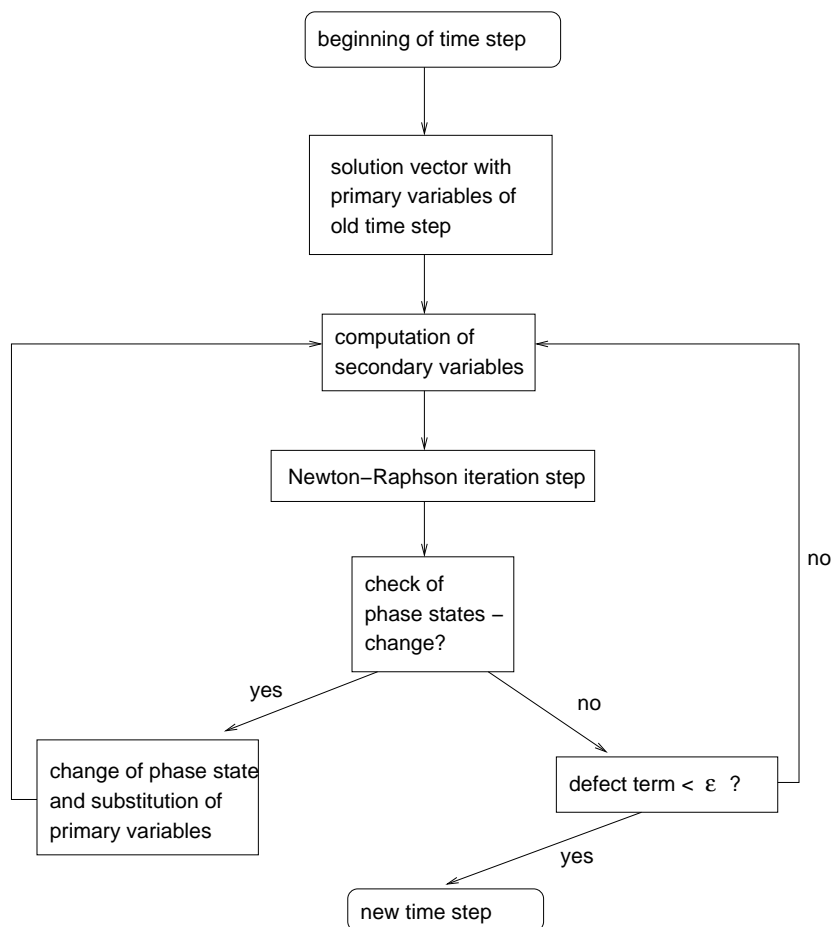 beginning of time step
solution vector with
primary variables of
old time step
computation of
secondary variables
Newton−Raphson iteration step
no
check of
phase states −
change?
yes
no
change of phase state
and substitution of
primary variables
defect term < ε ?
yes
new time step